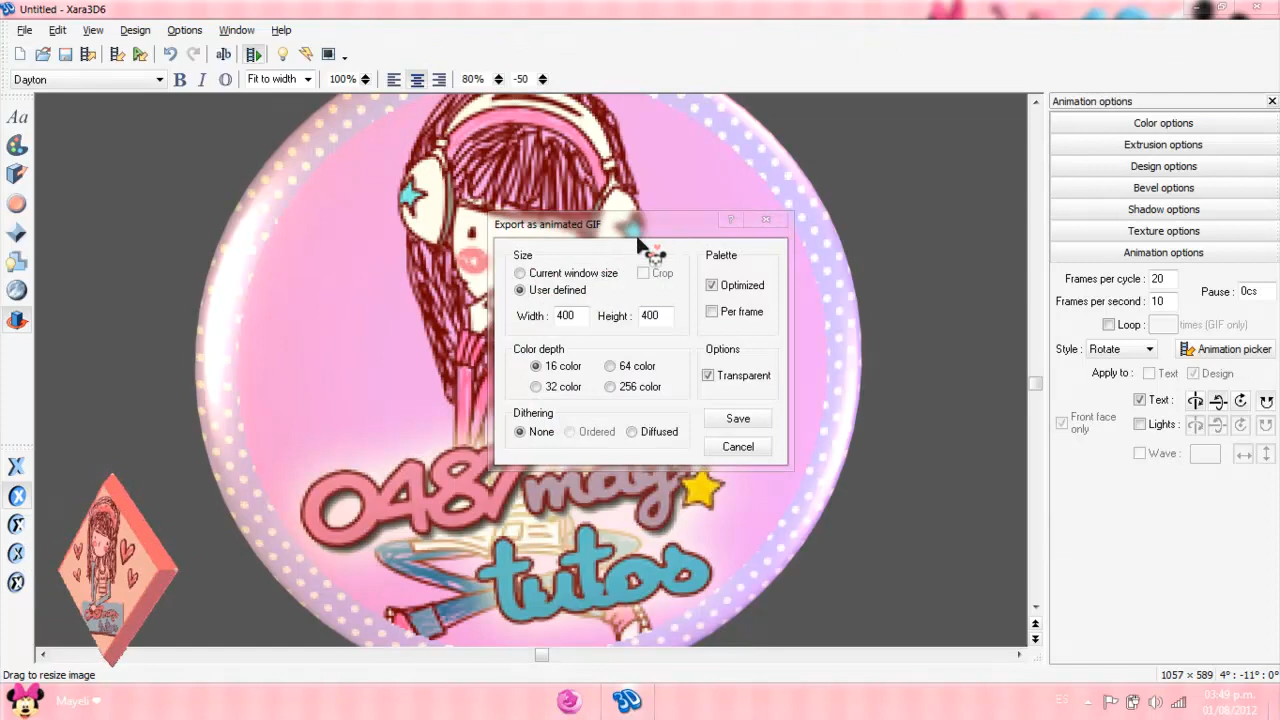 Untitled - Xara3D6
File Edit View Design Options Window Help
Dayton B I O Fit to width 100% 80% -50
Aa
Export as animated GIF
Size
Current window size Crop
User defined
Width : 400 Height : 400
Color depth
16 color 64 color
32 color 256 color
Dithering
None Ordered Diffused
Palette
Optimized
Per frame
Options
Transparent
Save
Cancel
0487may
tutos
Animation options
Color options
Extrusion options
Design options
Bevel options
Shadow options
Texture options
Animation options
Frames per cycle: 20 Pause: 0cs
Frames per second: 10
Loop times (GIF only)
Style: Rotate Animation picker
Apply to: Text Design
Front face only
Text:
Lights:
Wave:
Drag to resize image
1057 × 589 4° : -11° : 0°
Mayeli ❤
3D
ES
03:49 p.m.
01/08/2012